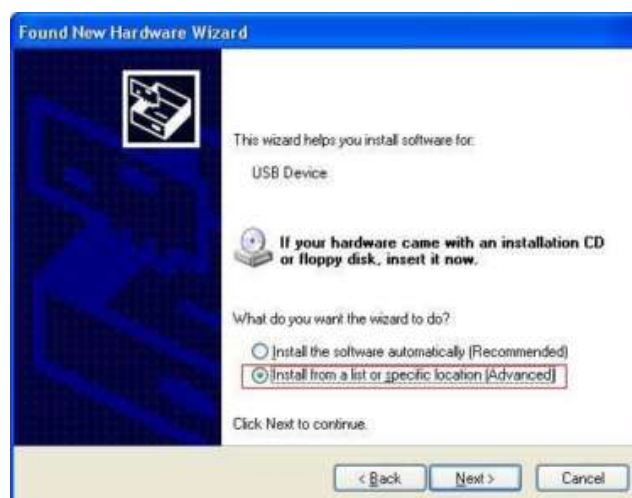 Found New Hardware Wizard
This wizard helps you install software for:
USB Device
If your hardware came with an installation CD
or floppy disk, insert it now.
What do you want the wizard to do?
Install the software automatically (Recommended)
Install from a list or specific location (Advanced)
Click Next to continue.
< Back Next > Cancel